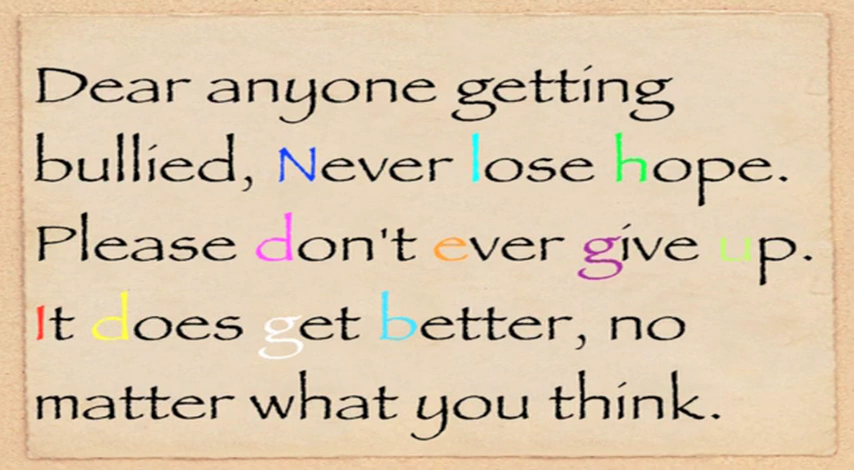 Dear anyone getting
bullied, Never lose hope.
Please don't ever give up.
It does get better, no
matter what you think.